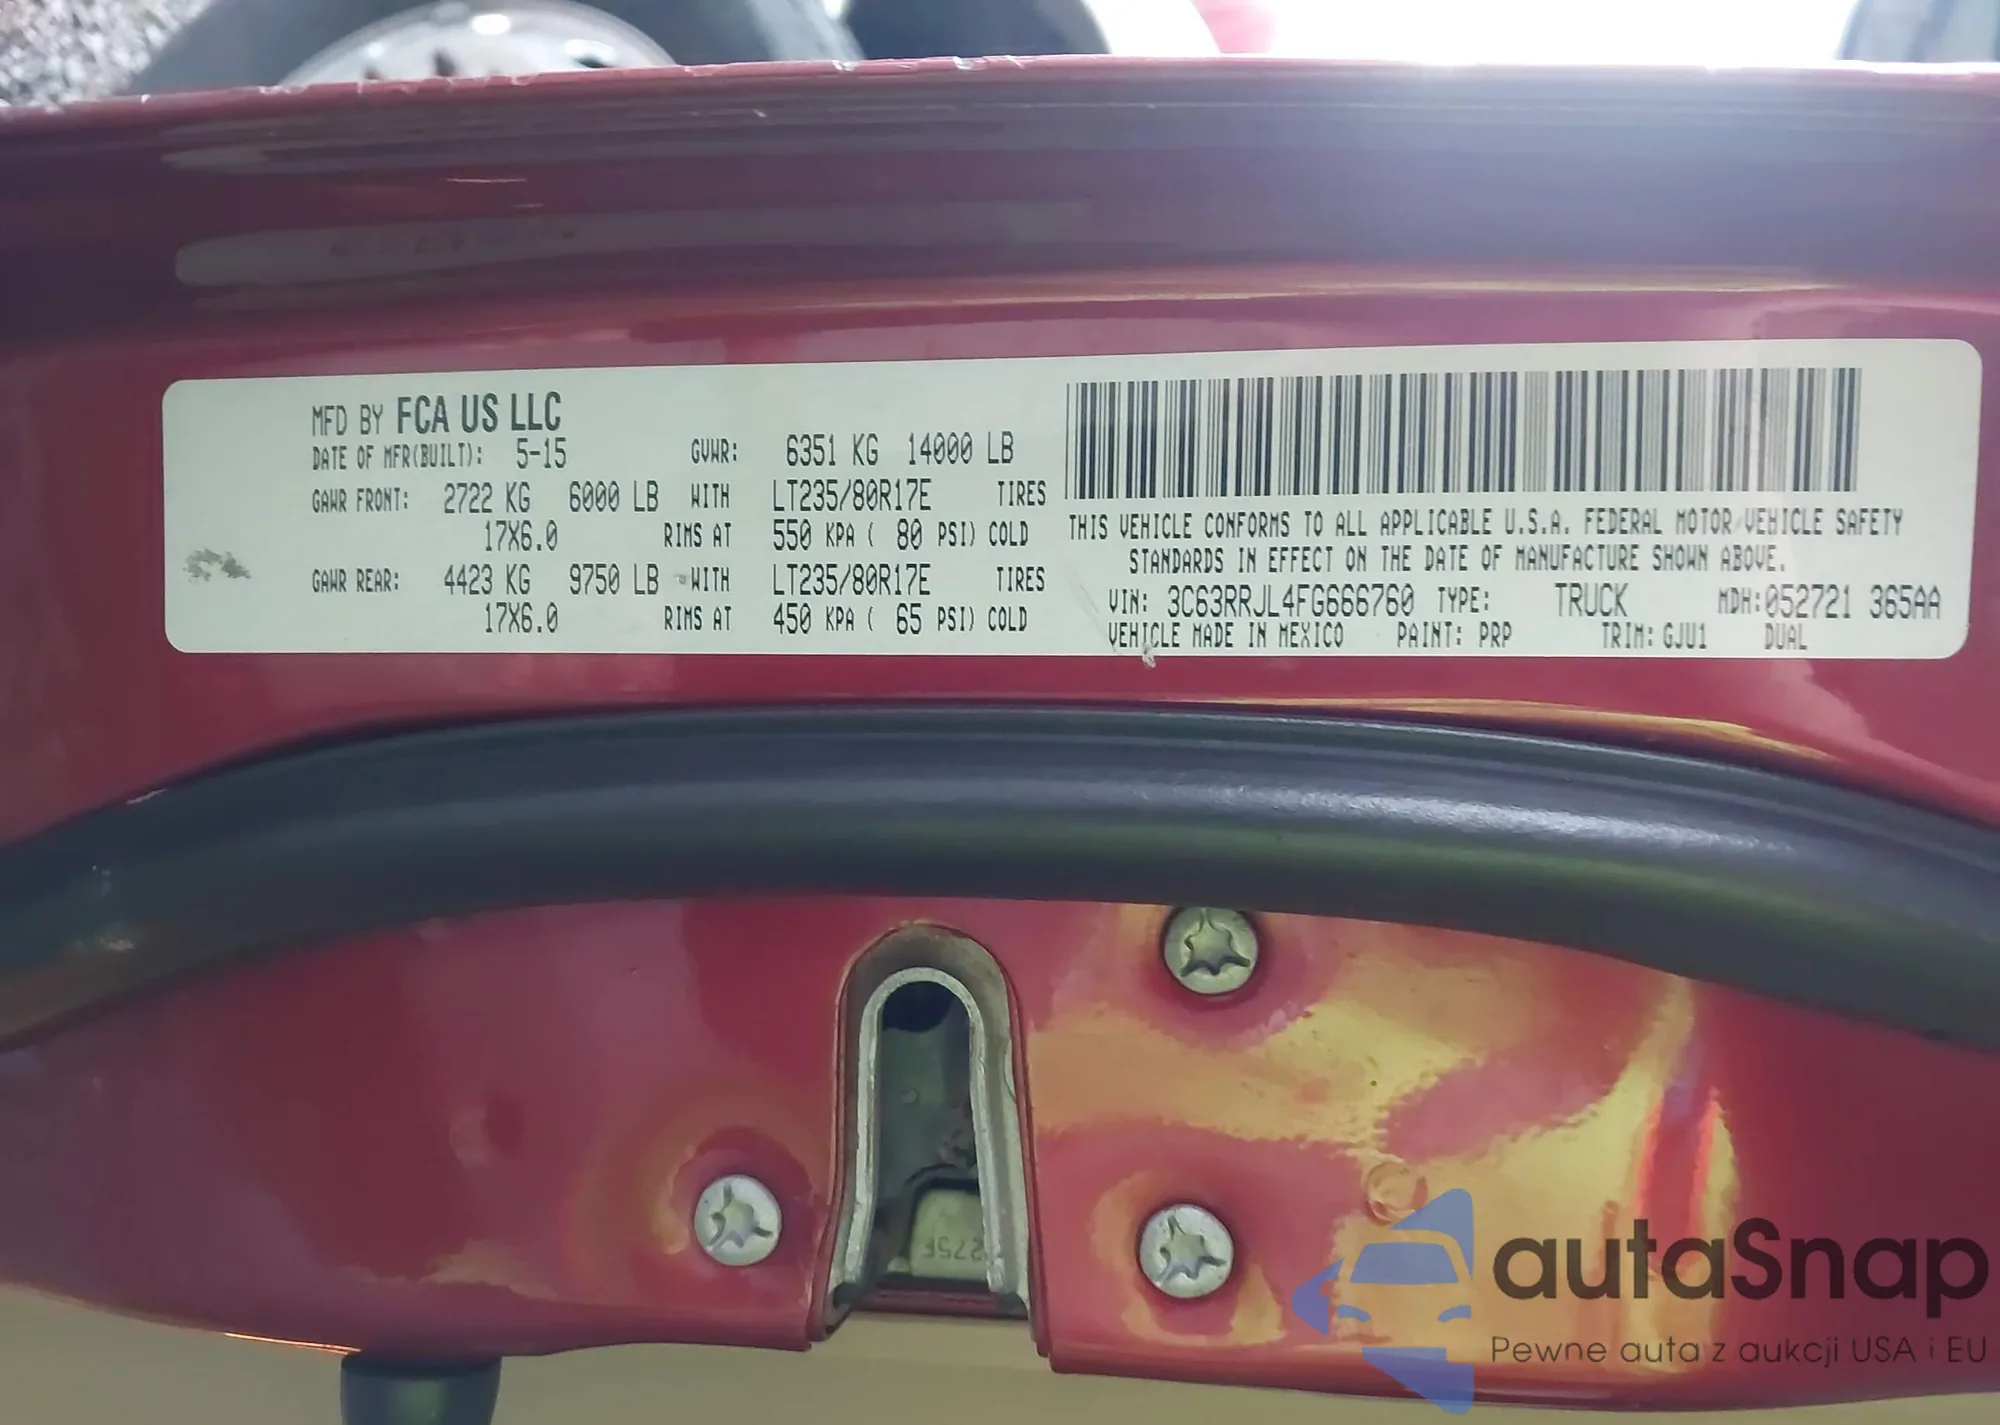 MFD BY FCA US LLC
DATE OF MFR(BUILT): 5-15 GVWR: 6351 KG 14000 LB
GAWR FRONT: 2722 KG 6000 LB WITH LT235/80R17E TIRES
17X6.0 RIMS AT 550 KPA ( 80 PSI) COLD
GAWR REAR: 4423 KG 9750 LB WITH LT235/80R17E TIRES
17X6.0 RIMS AT 450 KPA ( 65 PSI) COLD
THIS VEHICLE CONFORMS TO ALL APPLICABLE U.S.A. FEDERAL MOTOR VEHICLE SAFETY
STANDARDS IN EFFECT ON THE DATE OF MANUFACTURE SHOWN ABOVE.
VIN: 3C63RRJL4FG666760 TYPE: TRUCK MDH:052721 365AA
VEHICLE MADE IN MEXICO PAINT: PRP TRIM: GJU1 DUAL
autaSnap
Pewne auta z aukcji USA i EU